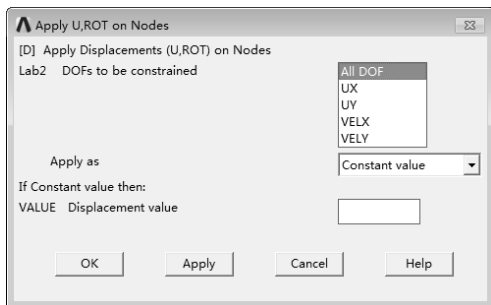 Apply U,ROT on Nodes
[D] Apply Displacements (U,ROT) on Nodes
Lab2 DOFs to be constrained
All DOF
UX
UY
VELX
VELY
Apply as
Constant value
If Constant value then:
VALUE Displacement value
OK Apply Cancel Help